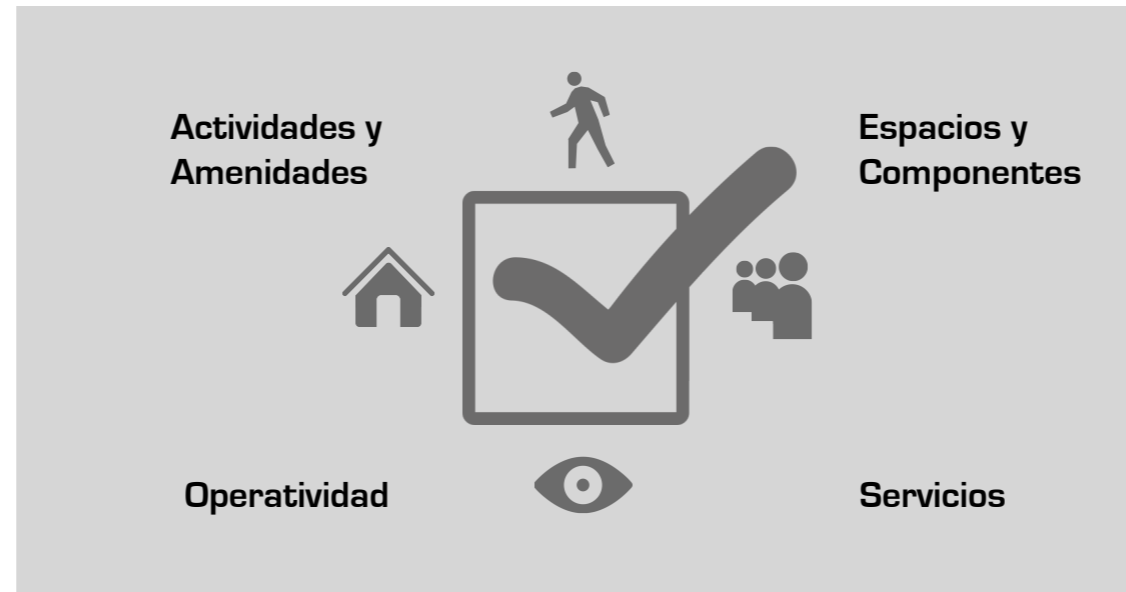 Actividades y
Amenidades
Espacios y
Componentes
Operatividad
Servicios